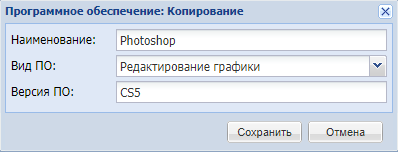 Программное обеспечение: Копирование
Наименование: Photoshop
Вид ПО: Редактирование графики
Версия ПО: CS5
Сохранить Отмена